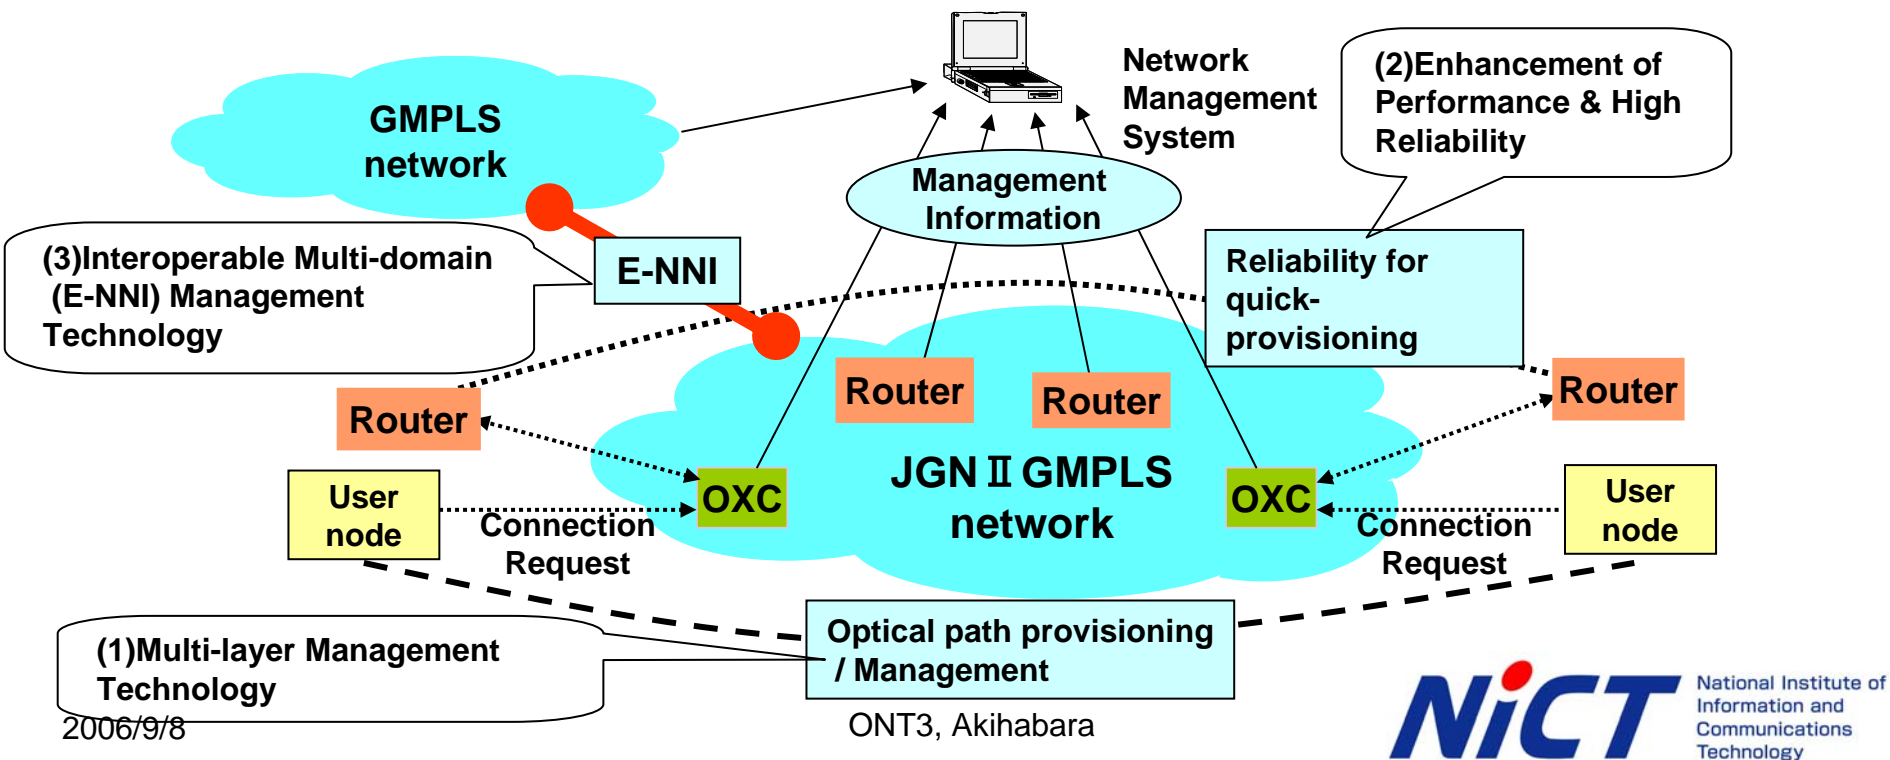 GMPLS
network
Network
Management
System
(2)Enhancement of
Performance & High
Reliability
Management
Information
(3)Interoperable Multi-domain
(E-NNI) Management
Technology
E-NNI
Reliability for
quick-
provisioning
Router
Router
Router
Router
JGNⅡGMPLS
network
OXC
OXC
User
node
Connection
Request
Connection
Request
User
node
Optical path provisioning
/ Management
(1)Multi-layer Management
Technology
2006/9/8
ONT3, Akihabara
NiCT
National Institute of
Information and
Communications
Technology